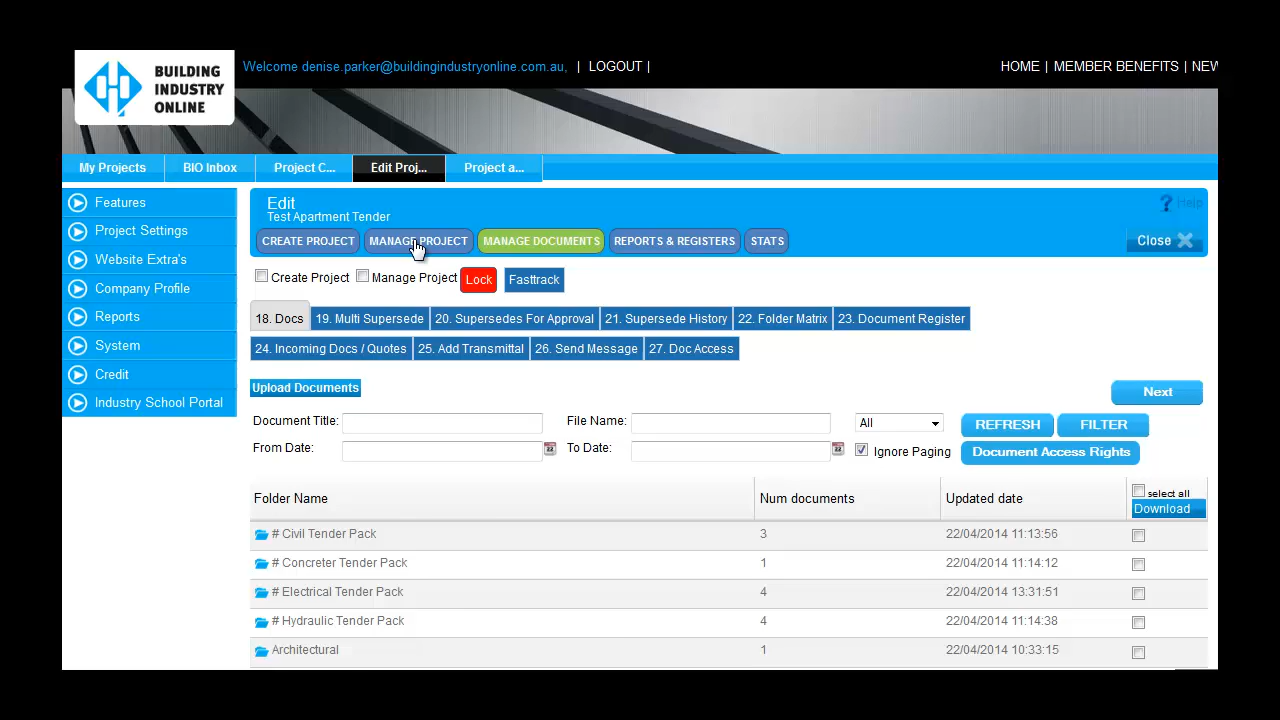 BUILDING
INDUSTRY
ONLINE
Welcome denise.parker@buildingindustryonline.com.au, | LOGOUT |
HOME | MEMBER BENEFITS | NEW
My Projects BIO Inbox Project C... Edit Proj... Project a...
Features
Project Settings
Website Extra's
Company Profile
Reports
System
Credit
Industry School Portal
Edit
Test Apartment Tender
? Help
CREATE PROJECT MANAGE PROJECT MANAGE DOCUMENTS REPORTS & REGISTERS STATS
Close
Create Project Manage Project Lock Fasttrack
18. Docs 19. Multi Supersede 20. Supersedes For Approval 21. Supersede History 22. Folder Matrix 23. Document Register
24. Incoming Docs / Quotes 25. Add Transmittal 26. Send Message 27. Doc Access
Upload Documents
Next
Document Title: File Name: All REFRESH FILTER
From Date: To Date: Ignore Paging Document Access Rights
Folder Name Num documents Updated date select all
Download
# Civil Tender Pack 3 22/04/2014 11:13:56
# Concreter Tender Pack 1 22/04/2014 11:14:12
# Electrical Tender Pack 4 22/04/2014 13:31:51
# Hydraulic Tender Pack 4 22/04/2014 11:14:38
Architectural 1 22/04/2014 10:33:15